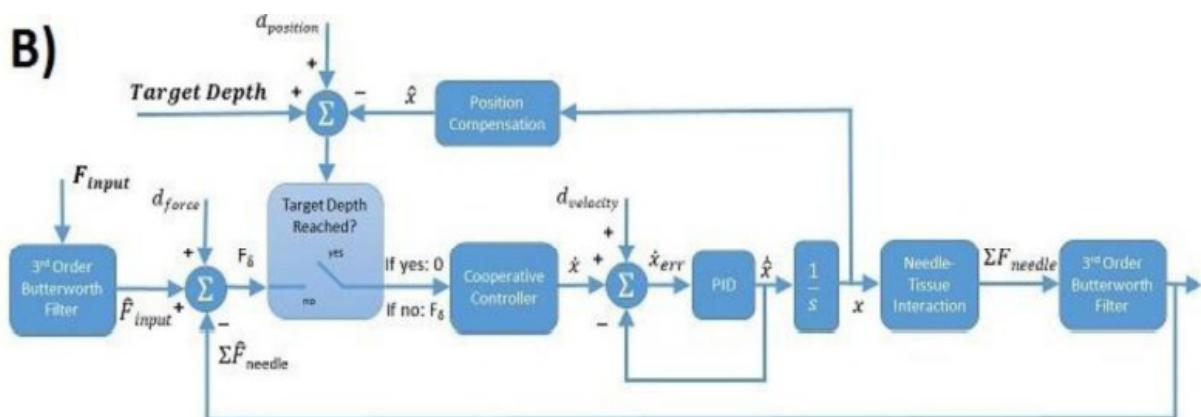 B)
d_position
+
Target Depth
+
−
x̂
Σ
Position
Compensation
F_input
d_force
Target Depth
Reached?
yes
no
If yes: 0
If no: F_δ
3rd Order
Butterworth
Filter
F̂_input
+
+
−
Σ
F_δ
ΣF̂_needle
Cooperative
Controller
ẋ
d_velocity
+
+
−
Σ
ẋ_err
PID
ẋ̂
1
s
x
Needle-
Tissue
Interaction
ΣF_needle
3rd Order
Butterworth
Filter